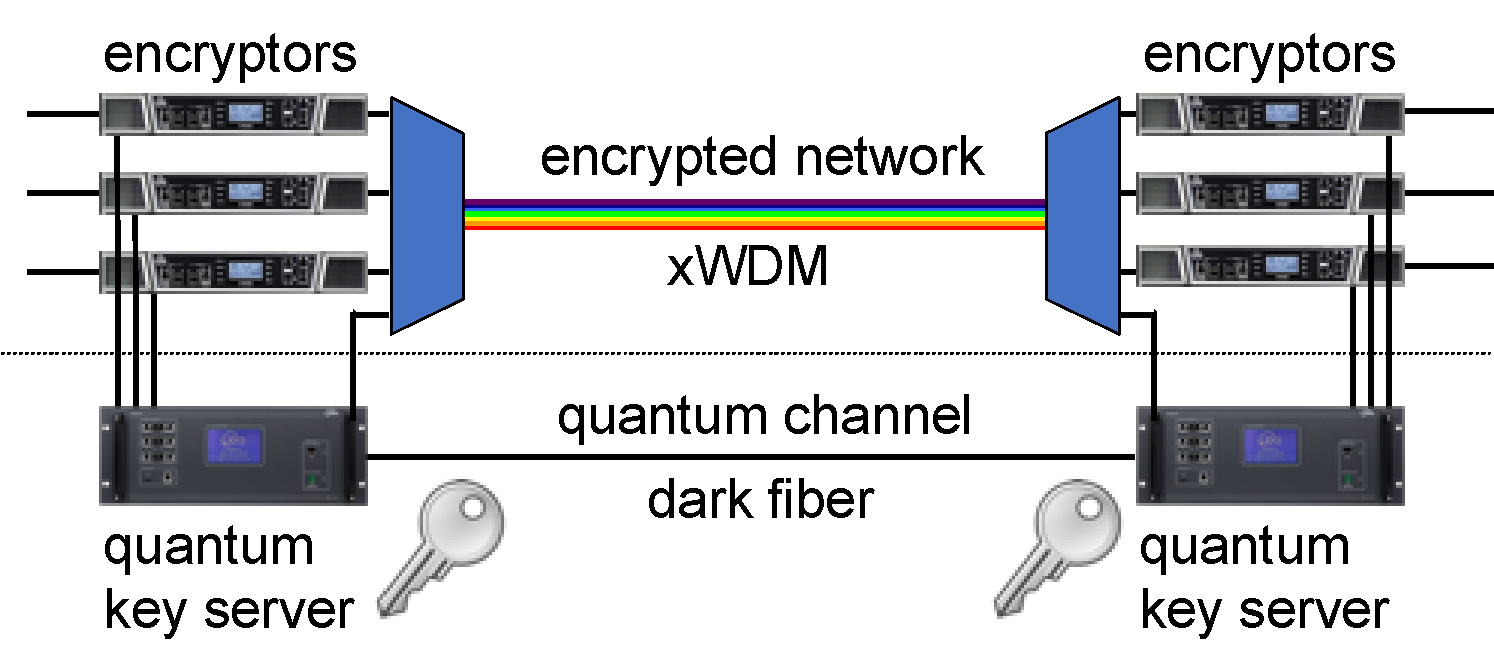 encryptors
encryptors
encrypted network
xWDM
quantum channel
dark fiber
quantum
key server
quantum
key server